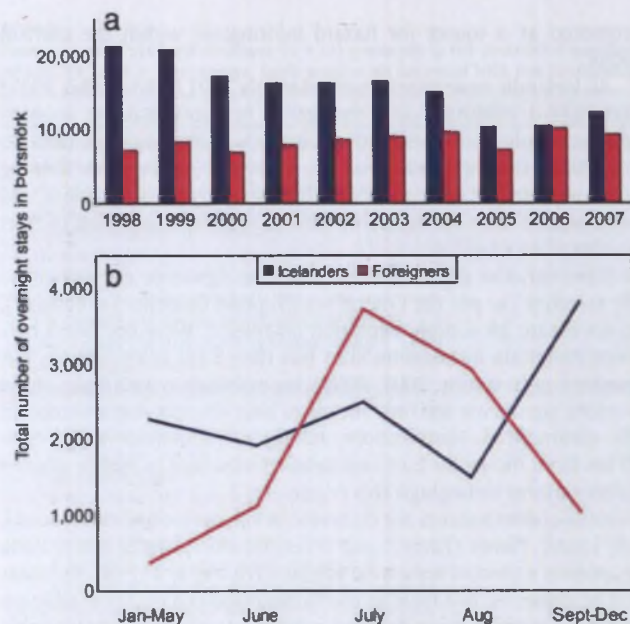 a
20,000
10,000
0
1998 1999 2000 2001 2002 2003 2004 2005 2006 2007
Total number of overnight stays in Þórsmörk
b
Icelanders Foreigners
4,000
3,000
2,000
1,000
0
Jan-May June July Aug Sept-Dec